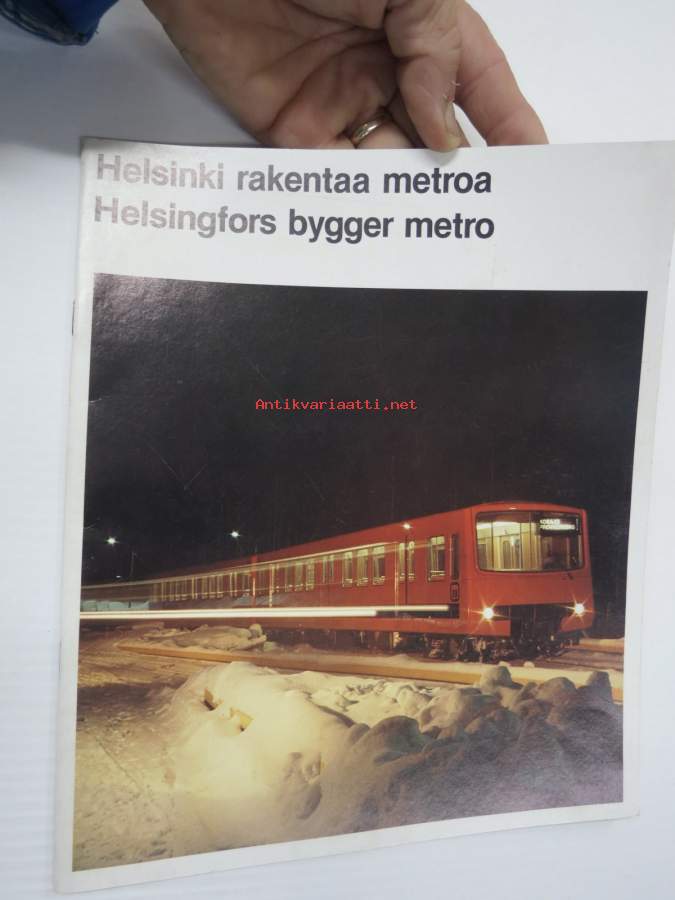 Helsinki rakentaa metroa
Helsingfors bygger metro
Antikvariaatti.net